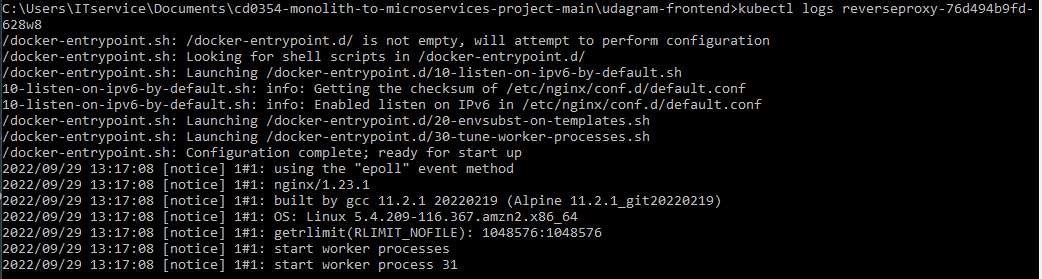 C:\Users\ITservice\Documents\cd0354-monolith-to-microservices-project-main\udagram-frontend>kubectl logs reverseproxy-76d494b9fd-
628w8
/docker-entrypoint.sh: /docker-entrypoint.d/ is not empty, will attempt to perform configuration
/docker-entrypoint.sh: Looking for shell scripts in /docker-entrypoint.d/
/docker-entrypoint.sh: Launching /docker-entrypoint.d/10-listen-on-ipv6-by-default.sh
10-listen-on-ipv6-by-default.sh: info: Getting the checksum of /etc/nginx/conf.d/default.conf
10-listen-on-ipv6-by-default.sh: info: Enabled listen on IPv6 in /etc/nginx/conf.d/default.conf
/docker-entrypoint.sh: Launching /docker-entrypoint.d/20-envsubst-on-templates.sh
/docker-entrypoint.sh: Launching /docker-entrypoint.d/30-tune-worker-processes.sh
/docker-entrypoint.sh: Configuration complete; ready for start up
2022/09/29 13:17:08 [notice] 1#1: using the "epoll" event method
2022/09/29 13:17:08 [notice] 1#1: nginx/1.23.1
2022/09/29 13:17:08 [notice] 1#1: built by gcc 11.2.1 20220219 (Alpine 11.2.1_git20220219)
2022/09/29 13:17:08 [notice] 1#1: OS: Linux 5.4.209-116.367.amzn2.x86_64
2022/09/29 13:17:08 [notice] 1#1: getrlimit(RLIMIT_NOFILE): 1048576:1048576
2022/09/29 13:17:08 [notice] 1#1: start worker processes
2022/09/29 13:17:08 [notice] 1#1: start worker process 31